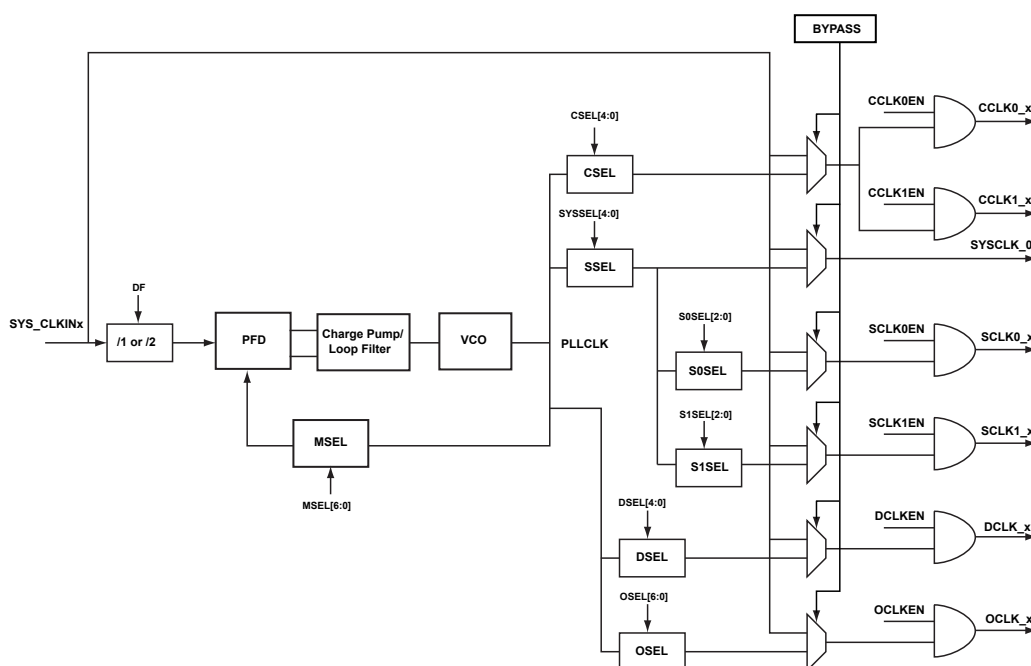 BYPASS
CCLK0EN
CCLK0_x
CSEL[4:0]
CSEL
CCLK1EN
CCLK1_x
SYSSEL[4:0]
SSEL
SYSCLK_0
DF
SYS_CLKINx
/1 or /2
PFD
Charge Pump/
Loop Filter
VCO
PLLCLK
S0SEL[2:0]
S0SEL
SCLK0EN
SCLK0_x
MSEL
MSEL[6:0]
S1SEL[2:0]
S1SEL
SCLK1EN
SCLK1_x
DSEL[4:0]
DSEL
DCLKEN
DCLK_x
OSEL[6:0]
OSEL
OCLKEN
OCLK_x